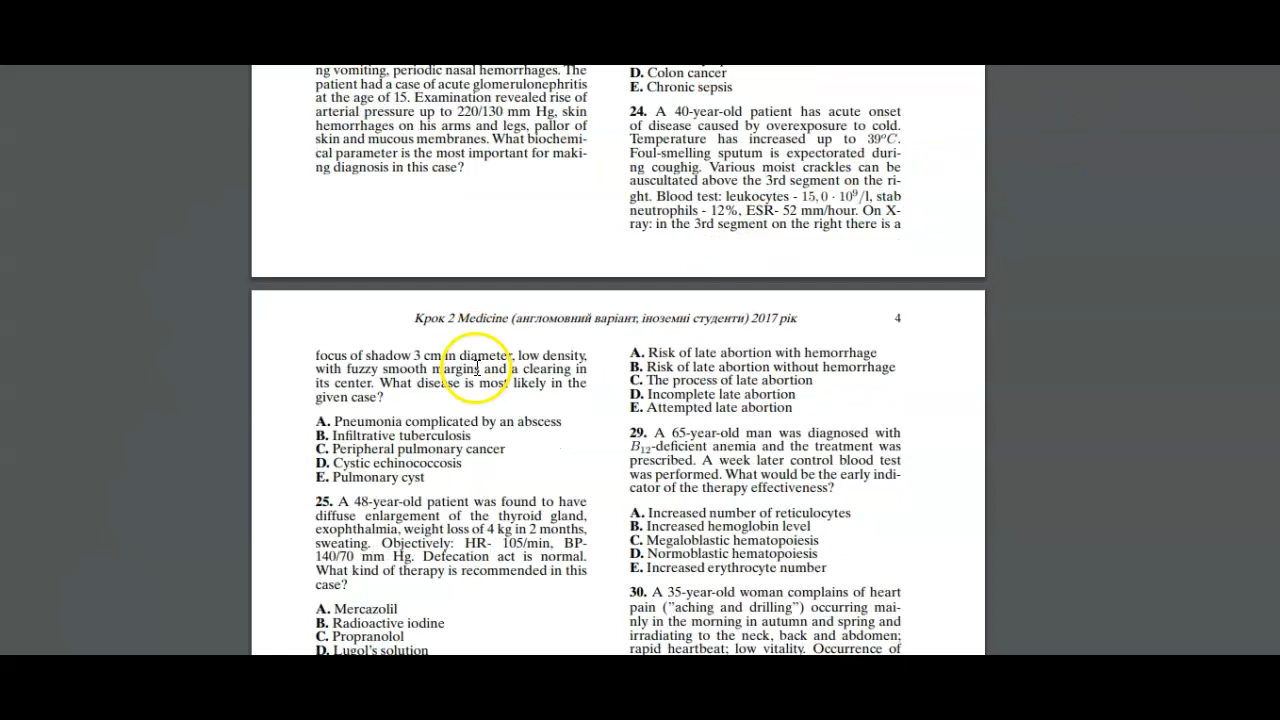 ng vomiting, periodic nasal hemorrhages. The
patient had a case of acute glomerulonephritis
at the age of 15. Examination revealed rise of
arterial pressure up to 220/130 mm Hg, skin
hemorrhages on his arms and legs, pallor of
skin and mucous membranes. What biochemi-
cal parameter is the most important for maki-
ng diagnosis in this case?
D. Colon cancer
E. Chronic sepsis
24. A 40-year-old patient has acute onset
of disease caused by overexposure to cold.
Temperature has increased up to 39°C.
Foul-smelling sputum is expectorated duri-
ng coughig. Various moist crackles can be
auscultated above the 3rd segment on the ri-
ght. Blood test: leukocytes - 15, 0 · 10⁹/l, stab
neutrophils - 12%, ESR- 52 mm/hour. On X-
ray: in the 3rd segment on the right there is a
Крок 2 Medicine (англомовний варіант, іноземні студенти) 2017 рік 4
focus of shadow 3 cm in diameter, low density,
with fuzzy smooth margins and a clearing in
its center. What disease is most likely in the
given case?
A. Pneumonia complicated by an abscess
B. Infiltrative tuberculosis
C. Peripheral pulmonary cancer
D. Cystic echinococcosis
E. Pulmonary cyst
25. A 48-year-old patient was found to have
diffuse enlargement of the thyroid gland,
exophthalmia, weight loss of 4 kg in 2 months,
sweating. Objectively: HR- 105/min, BP-
140/70 mm Hg. Defecation act is normal.
What kind of therapy is recommended in this
case?
A. Mercazolil
B. Radioactive iodine
C. Propranolol
D. Lugol's solution
A. Risk of late abortion with hemorrhage
B. Risk of late abortion without hemorrhage
C. The process of late abortion
D. Incomplete late abortion
E. Attempted late abortion
29. A 65-year-old man was diagnosed with
B₁₂-deficient anemia and the treatment was
prescribed. A week later control blood test
was performed. What would be the early indi-
cator of the therapy effectiveness?
A. Increased number of reticulocytes
B. Increased hemoglobin level
C. Megaloblastic hematopoiesis
D. Normoblastic hematopoiesis
E. Increased erythrocyte number
30. A 35-year-old woman complains of heart
pain ("aching and drilling") occurring mai-
nly in the morning in autumn and spring and
irradiating to the neck, back and abdomen;
rapid heartbeat; low vitality. Occurrence of